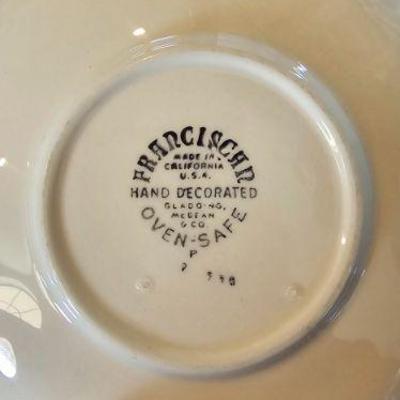 FRANCISCAN
MADE IN
CALIFORNIA
U.S.A.
HAND DECORATED
GLADDING,
McBEAN
& CO.
OVEN-SAFE
P